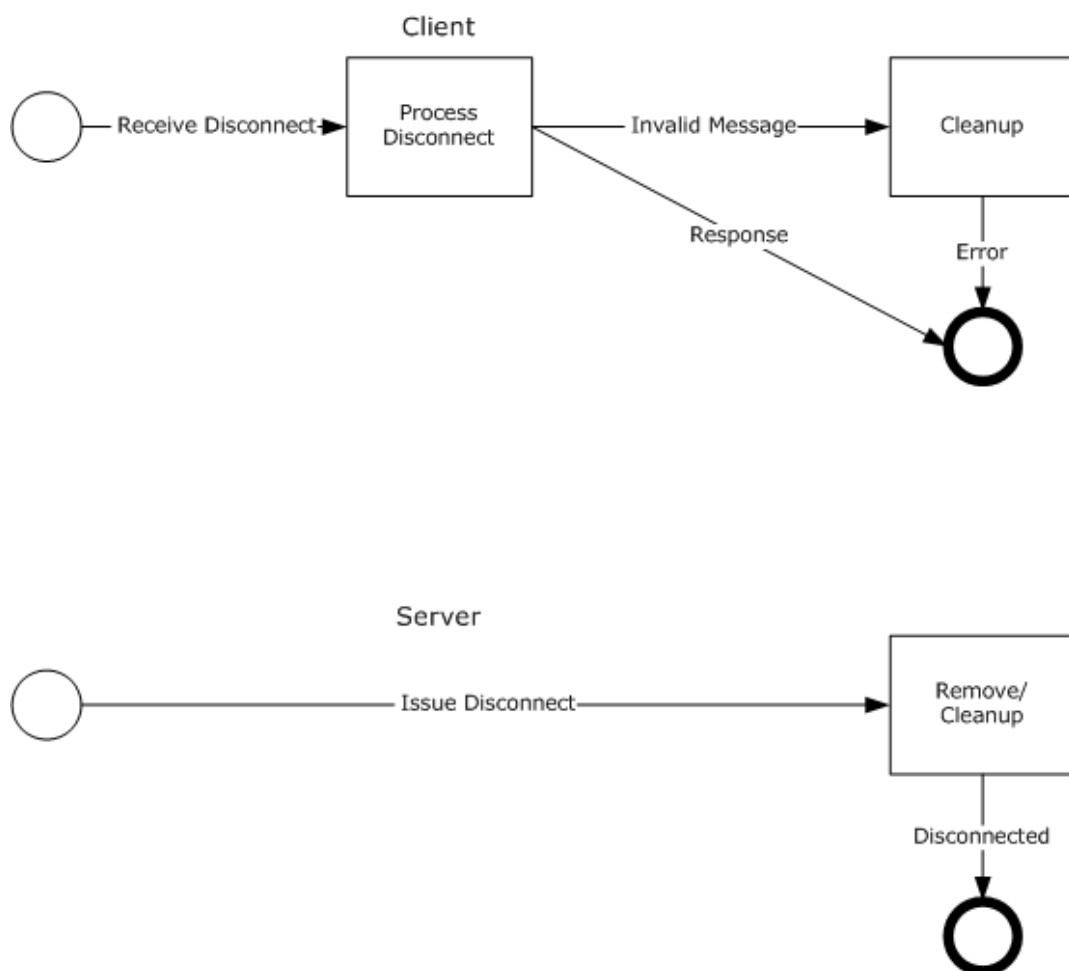 Client
Receive Disconnect
Process
Disconnect
Invalid Message
Cleanup
Response
Error
Server
Issue Disconnect
Remove/
Cleanup
Disconnected